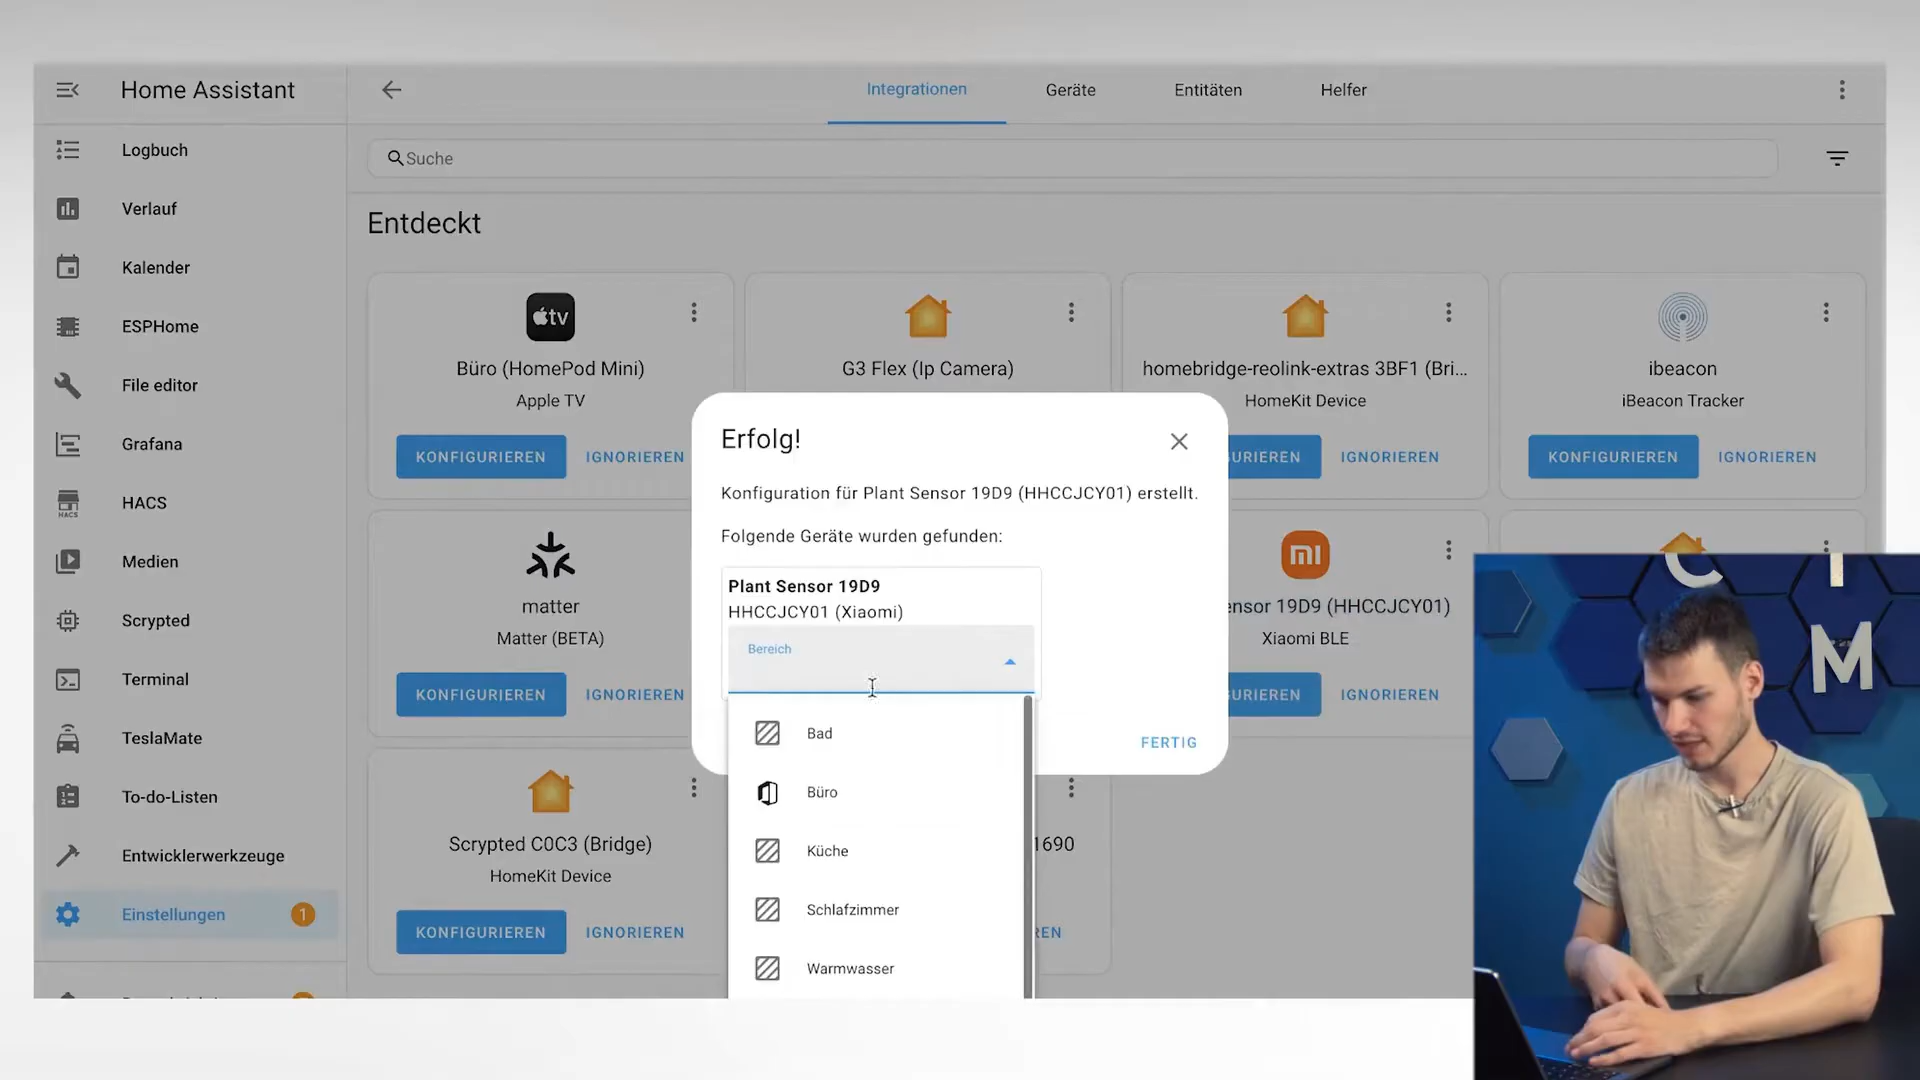 Home Assistant
Integrationen
Geräte
Entitäten
Helfer
Suche
Entdeckt
Logbuch
Verlauf
Kalender
ESPHome
File editor
Grafana
HACS
HACS
Medien
Scrypted
Terminal
TeslaMate
To-do-Listen
Entwicklerwerkzeuge
Einstellungen
1
tv
Büro (HomePod Mini)
Apple TV
KONFIGURIEREN
IGNORIEREN
G3 Flex (Ip Camera)
homebridge-reolink-extras 3BF1 (Bri...
HomeKit Device
URIEREN
IGNORIEREN
ibeacon
iBeacon Tracker
KONFIGURIEREN
IGNORIEREN
matter
Matter (BETA)
KONFIGURIEREN
IGNORIEREN
mi
ensor 19D9 (HHCCJCY01)
Xiaomi BLE
URIEREN
IGNORIEREN
Scrypted C0C3 (Bridge)
HomeKit Device
KONFIGURIEREN
IGNORIEREN
1690
EN
Erfolg!
Konfiguration für Plant Sensor 19D9 (HHCCJCY01) erstellt.
Folgende Geräte wurden gefunden:
Plant Sensor 19D9
HHCCJCY01 (Xiaomi)
Bereich
Bad
Büro
Küche
Schlafzimmer
Warmwasser
FERTIG
M